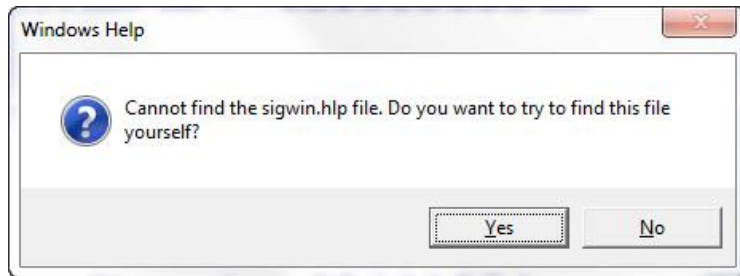 Windows Help
Cannot find the sigwin.hlp file. Do you want to try to find this file
yourself?
Yes
No